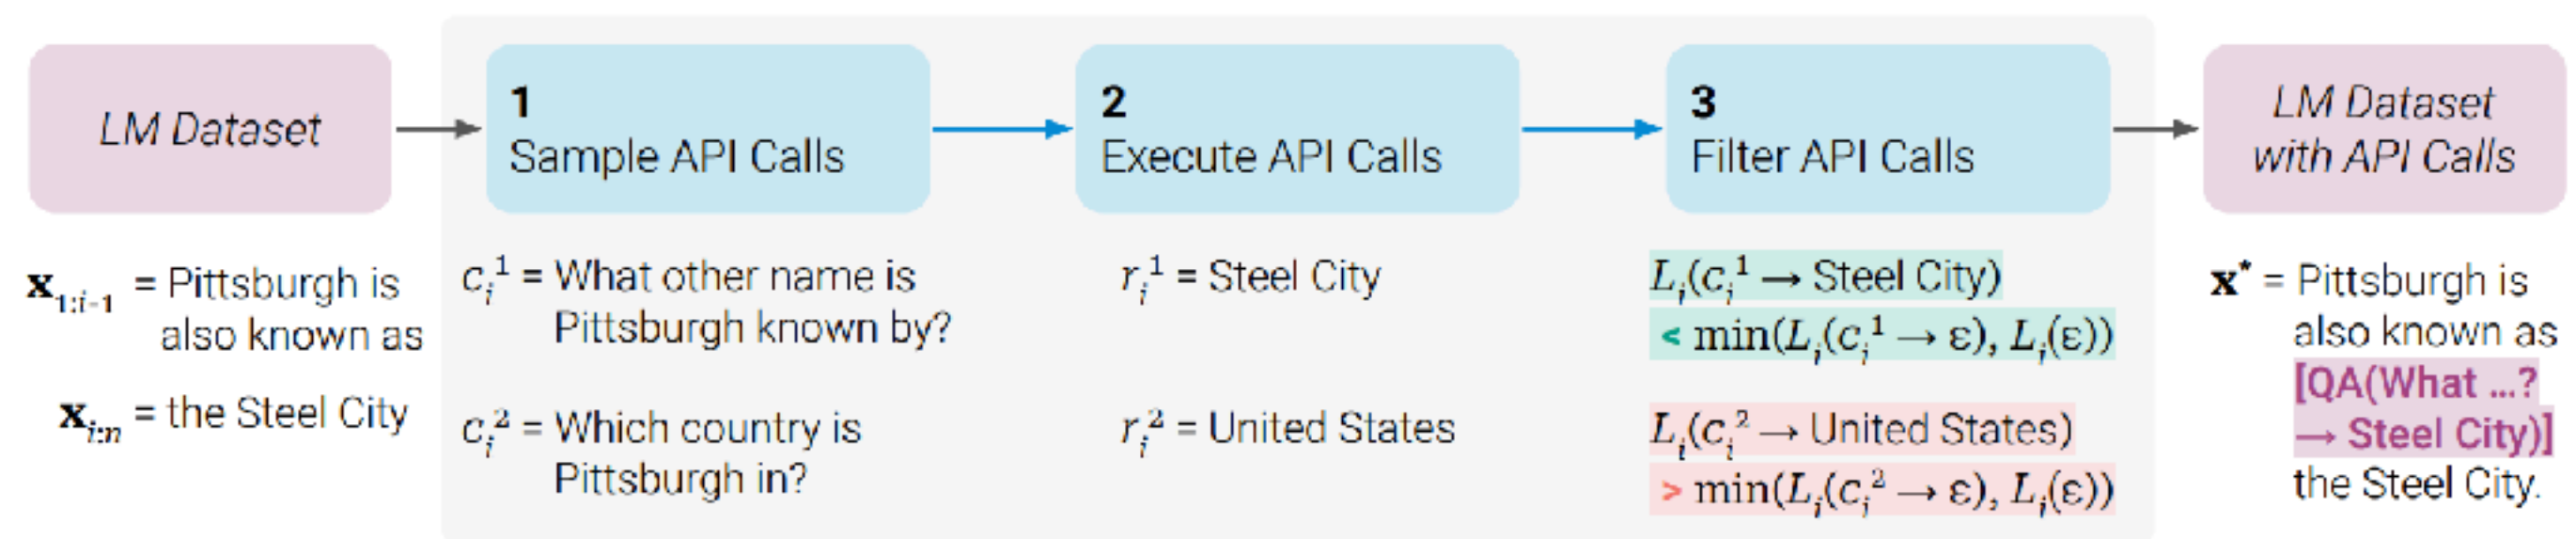 LM Dataset
1
Sample API Calls
2
Execute API Calls
3
Filter API Calls
LM Dataset
with API Calls
x1:i-1 = Pittsburgh is
also known as
xi:n = the Steel City
ci1 = What other name is
Pittsburgh known by?
ci2 = Which country is
Pittsburgh in?
ri1 = Steel City
ri2 = United States
Li(ci1 → Steel City)
< min(Li(ci1 → ε), Li(ε))
Li(ci2 → United States)
> min(Li(ci2 → ε), Li(ε))
x* = Pittsburgh is
also known as
[QA(What ...?
→ Steel City)]
the Steel City.